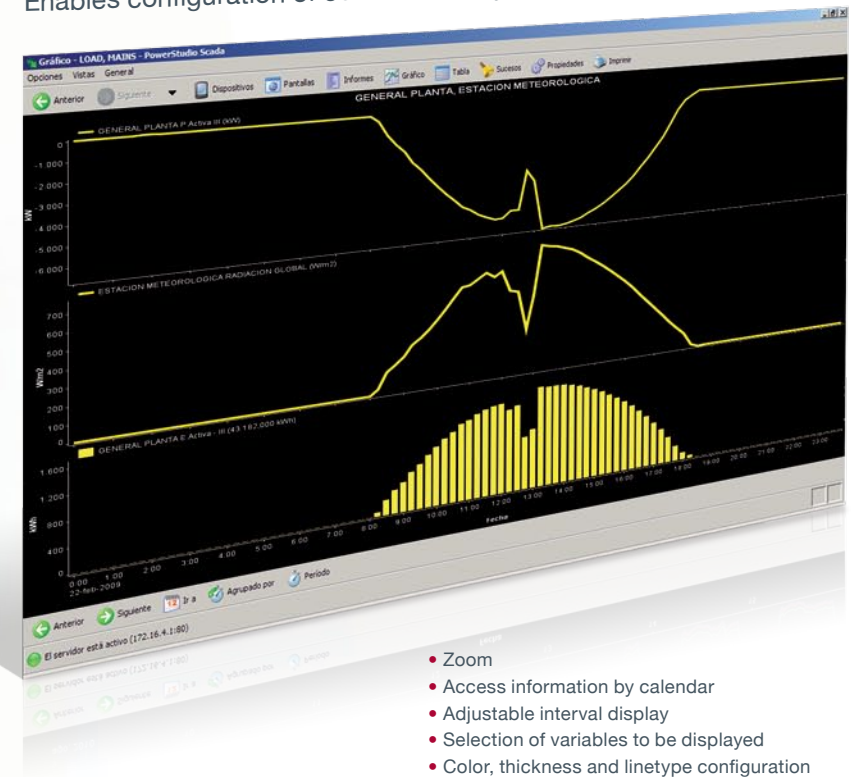 Enables configuration of
Gráfico - LOAD, MAINS - PowerStudio Scada
Opciones Vistas General
Anterior Siguiente Dispositivos Pantallas Informes Gráfico Tabla Sucesos Propiedades Imprimir
GENERAL PLANTA, ESTACION METEOROLOGICA
GENERAL PLANTA P Activa III (kW)
0
-1.000
-2.000
-3.000
-4.000
-5.000
-6.000
kW
ESTACION METEOROLOGICA RADIACION GLOBAL (W/m2)
700
600
500
400
300
200
100
0
W/m2
GENERAL PLANTA E.Activa - III (43.182,000 kWh)
1.600
1.200
800
400
0
kWh
0:00 1:00 2:00 3:00 4:00 5:00 6:00 7:00 8:00 9:00 10:00 11:00 12:00 13:00 14:00 15:00 16:00 17:00 18:00 19:00 20:00 21:00 22:00 23:00
22-feb-2009
fecha
Anterior Siguiente 12 Ir a Agrupado por Período
El servidor está activo (172.16.4.1:80)
• Zoom
• Access information by calendar
• Adjustable interval display
• Selection of variables to be displayed
• Color, thickness and linetype configuration